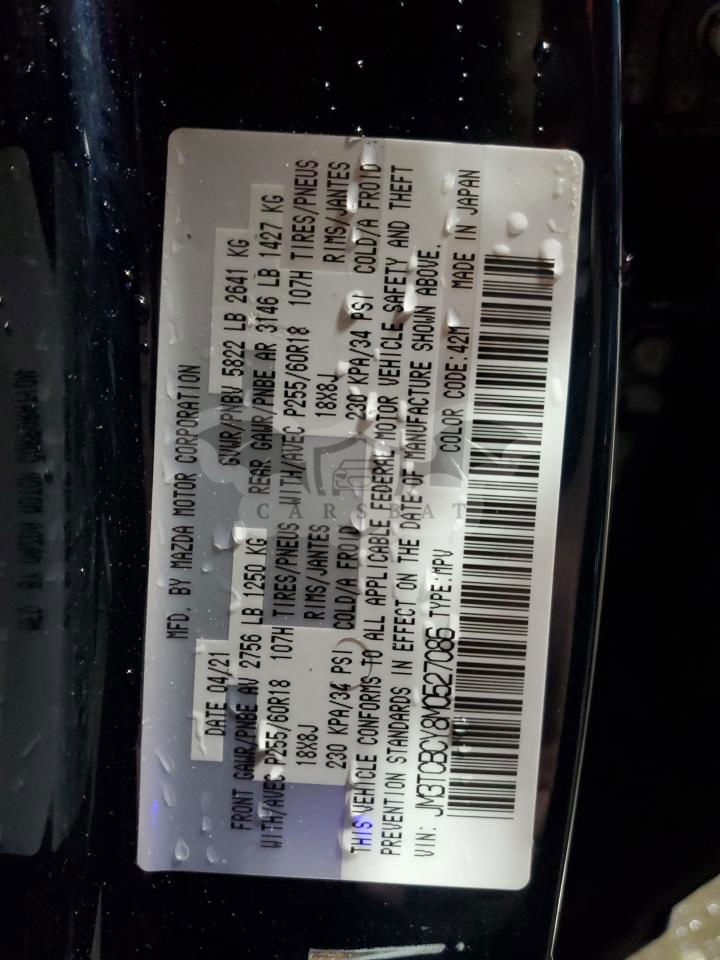 MFD. BY MAZDA MOTOR CORPORATION
DATE 04/21 GVWR/PNBV 5822 LB 2641 KG
FRONT GAWR/PNBE AV 2756 LB 1250 KG REAR GAWR/PNBE AR 3146 LB 1427 KG
WITH/AVEC P255/60R18 107H TIRES/PNEUS WITH/AVEC P255/60R18 107H TIRES/PNEUS
18X8J RIMS/JANTES 18X8J RIMS/JANTES
230 KPA/34 PSI COLD/A FROID 230 KPA/34 PSI COLD/A FROID
THIS VEHICLE CONFORMS TO ALL APPLICABLE FEDERAL MOTOR VEHICLE SAFETY AND THEFT
PREVENTION STANDARDS IN EFFECT ON THE DATE OF MANUFACTURE SHOWN ABOVE.
VIN: JM3TCBCY8M0527086 TYPE:MPV COLOR CODE:42M MADE IN JAPAN
CARSBAT